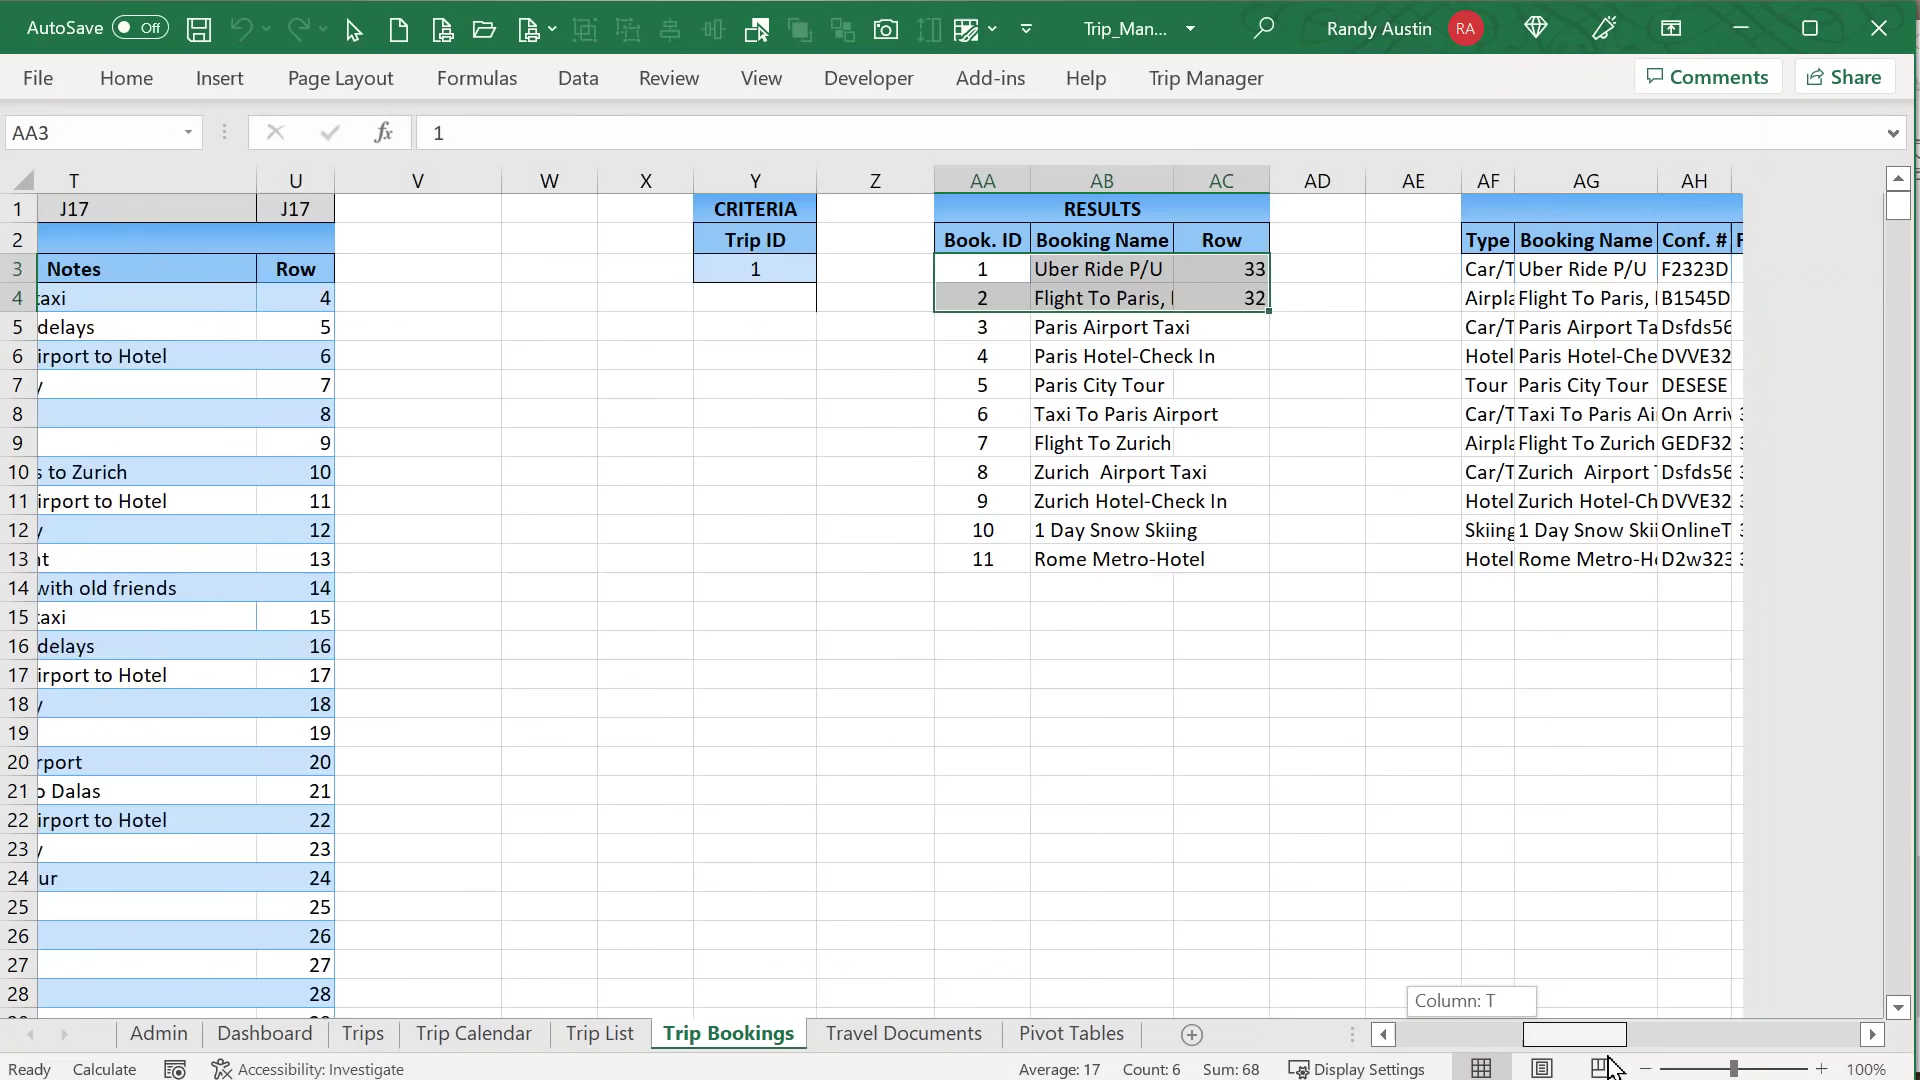 AutoSave Off Trip_Man... Randy Austin RA
File Home Insert Page Layout Formulas Data Review View Developer Add-ins Help Trip Manager Comments Share
AA3 fx 1
T U V W X Y Z AA AB AC AD AE AF AG AH
1 J17 J17 CRITERIA RESULTS
2 Trip ID Book. ID Booking Name Row Type Booking Name Conf. #
3 Notes Row 1 1 Uber Ride P/U 33 Car/T Uber Ride P/U F2323D
4 taxi 4 2 Flight To Paris, 32 Airpla Flight To Paris, B1545D
5 delays 5 3 Paris Airport Taxi Car/T Paris Airport Ta Dsfds56
6 irport to Hotel 6 4 Paris Hotel-Check In Hotel Paris Hotel-Che DVVE32
7 y 7 5 Paris City Tour Tour Paris City Tour DESESE
8 8 6 Taxi To Paris Airport Car/T Taxi To Paris Ai On Arriv
9 9 7 Flight To Zurich Airpla Flight To Zurich GEDF32
10 s to Zurich 10 8 Zurich  Airport Taxi Car/T Zurich  Airport Dsfds56
11 irport to Hotel 11 9 Zurich Hotel-Check In Hotel Zurich Hotel-Ch DVVE32
12 y 12 10 1 Day Snow Skiing Skiing 1 Day Snow Skii OnlineT
13 nt 13 11 Rome Metro-Hotel Hotel Rome Metro-H D2w323
14 with old friends 14
15 taxi 15
16 delays 16
17 irport to Hotel 17
18 y 18
19 19
20 rport 20
21 o Dalas 21
22 irport to Hotel 22
23 y 23
24 ur 24
25 25
26 26
27 27
28 28
Column: T
Admin Dashboard Trips Trip Calendar Trip List Trip Bookings Travel Documents Pivot Tables
Ready Calculate Accessibility: Investigate Average: 17 Count: 6 Sum: 68 Display Settings 100%